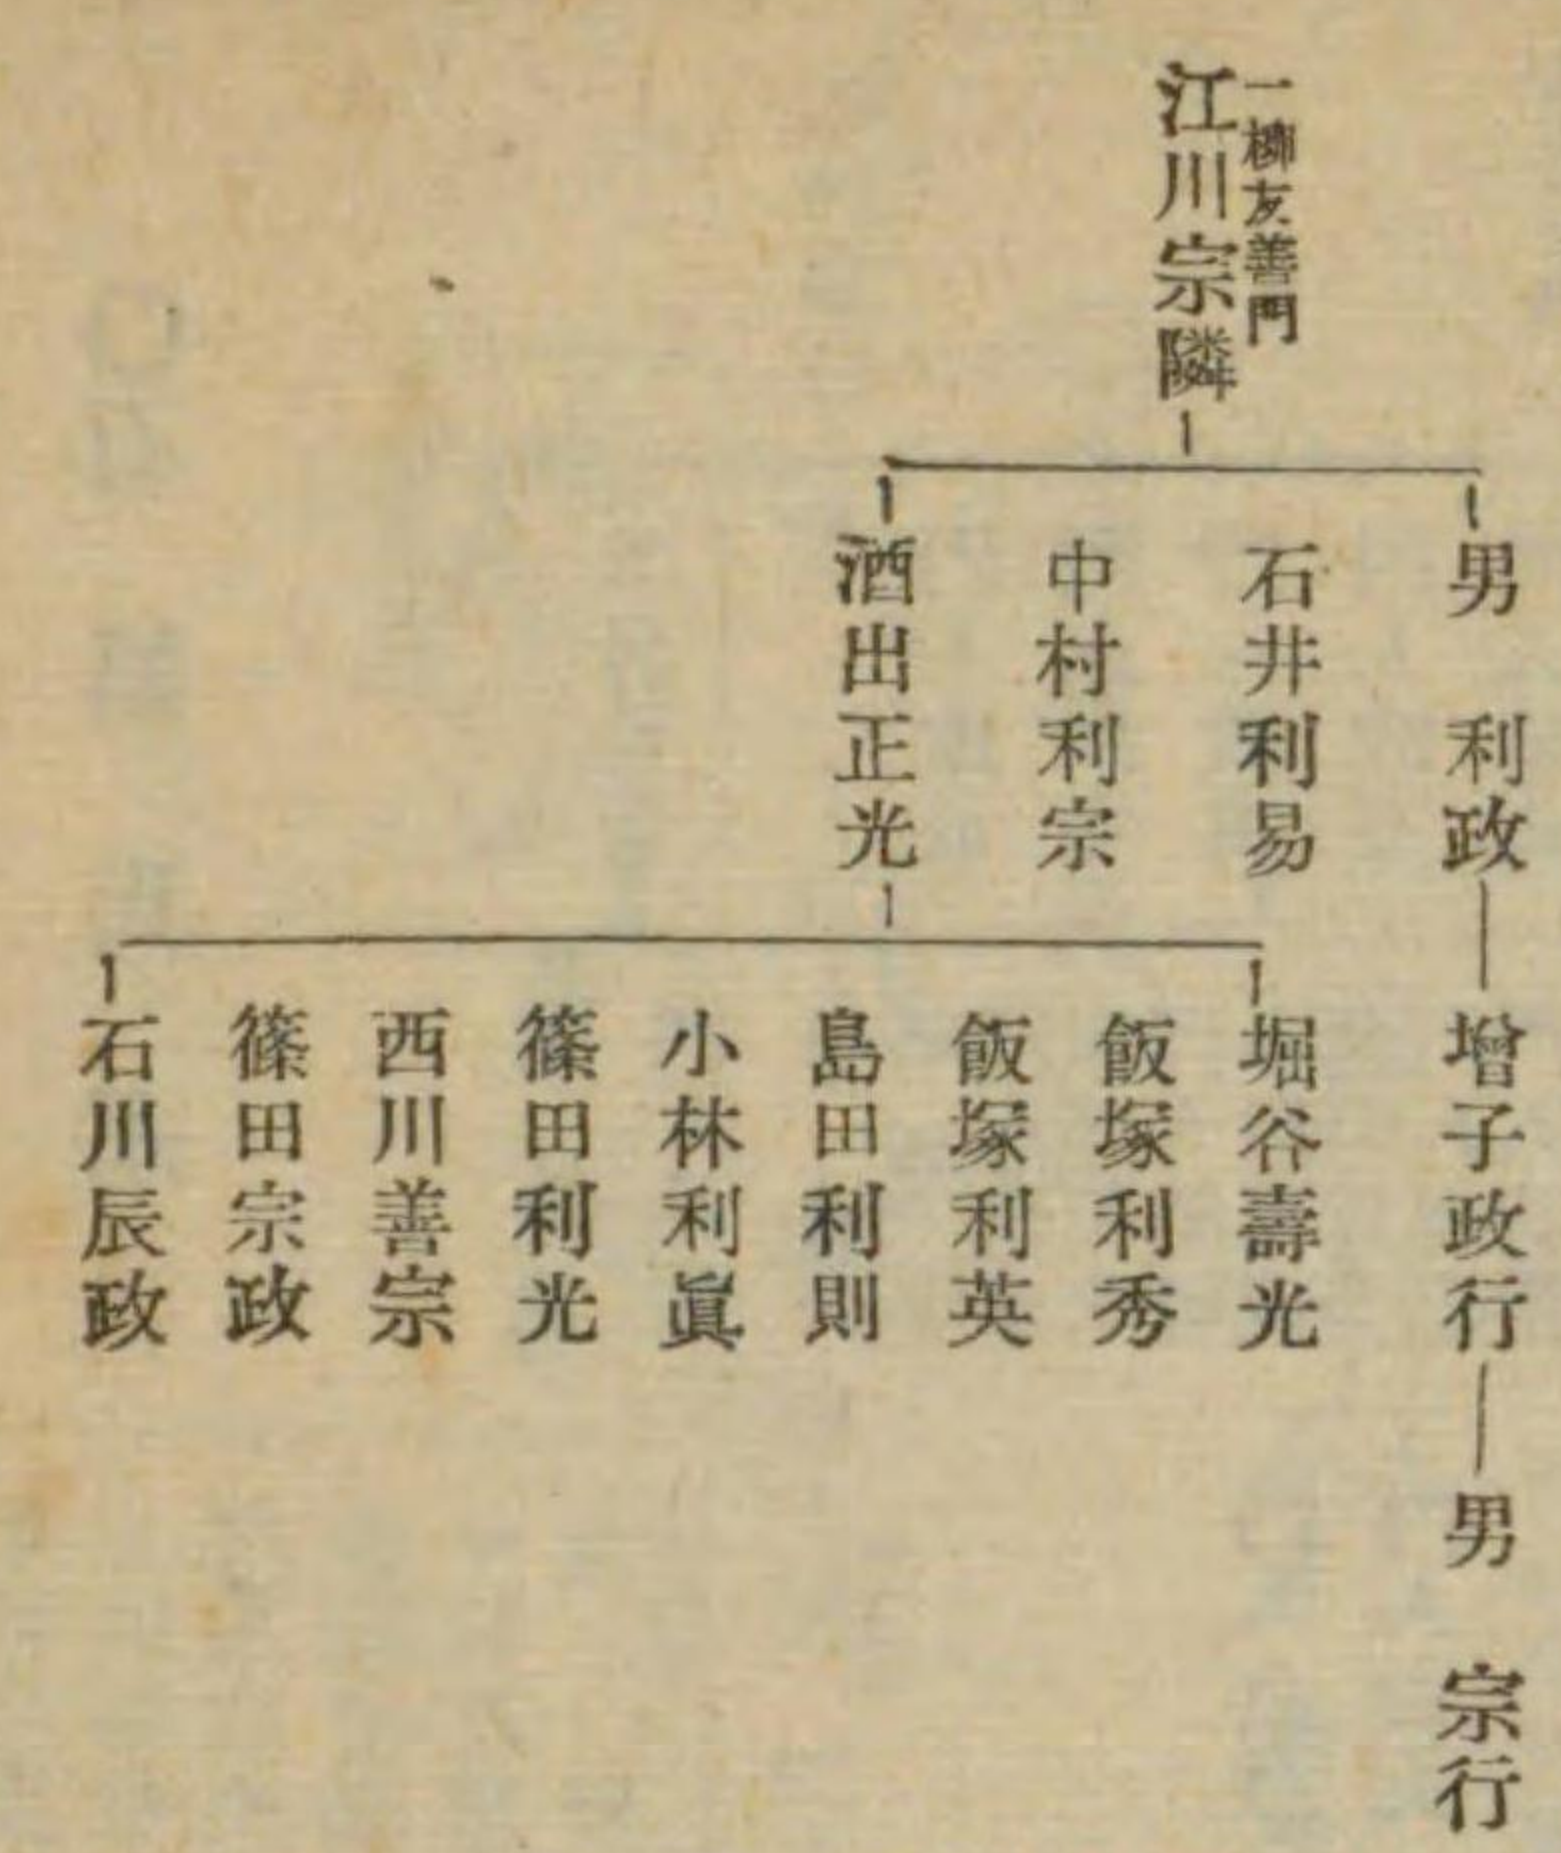 一柳友善門
江川宗隣
男 利政―增子政行―男 宗行
石井利易
中村利宗
酒出正光
堀谷壽光
飯塚利秀
飯塚利英
島田利則
小林利眞
篠田利光
西川善宗
篠田宗政
石川辰政